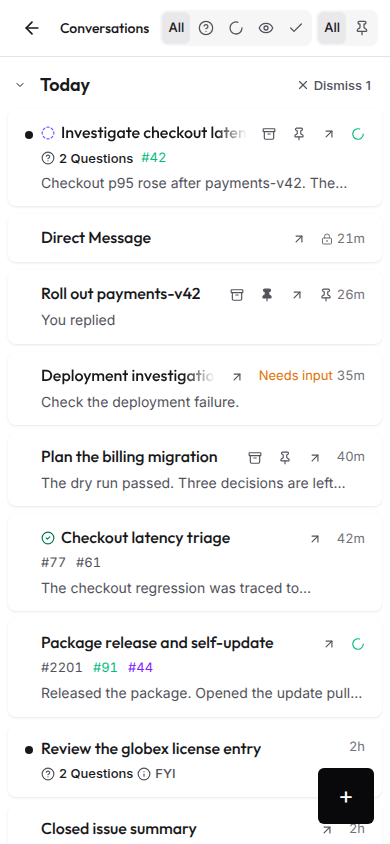 Conversations All All
Today Dismiss 1
Investigate checkout laten
2 Questions #42
Checkout p95 rose after payments-v42. The...
Direct Message 21m
Roll out payments-v42 26m
You replied
Deployment investigatio Needs input 35m
Check the deployment failure.
Plan the billing migration 40m
The dry run passed. Three decisions are left...
Checkout latency triage 42m
#77 #61
The checkout regression was traced to...
Package release and self-update
#2201 #91 #44
Released the package. Opened the update pull...
Review the globex license entry 2h
2 Questions FYI
+
Closed issue summary 2h